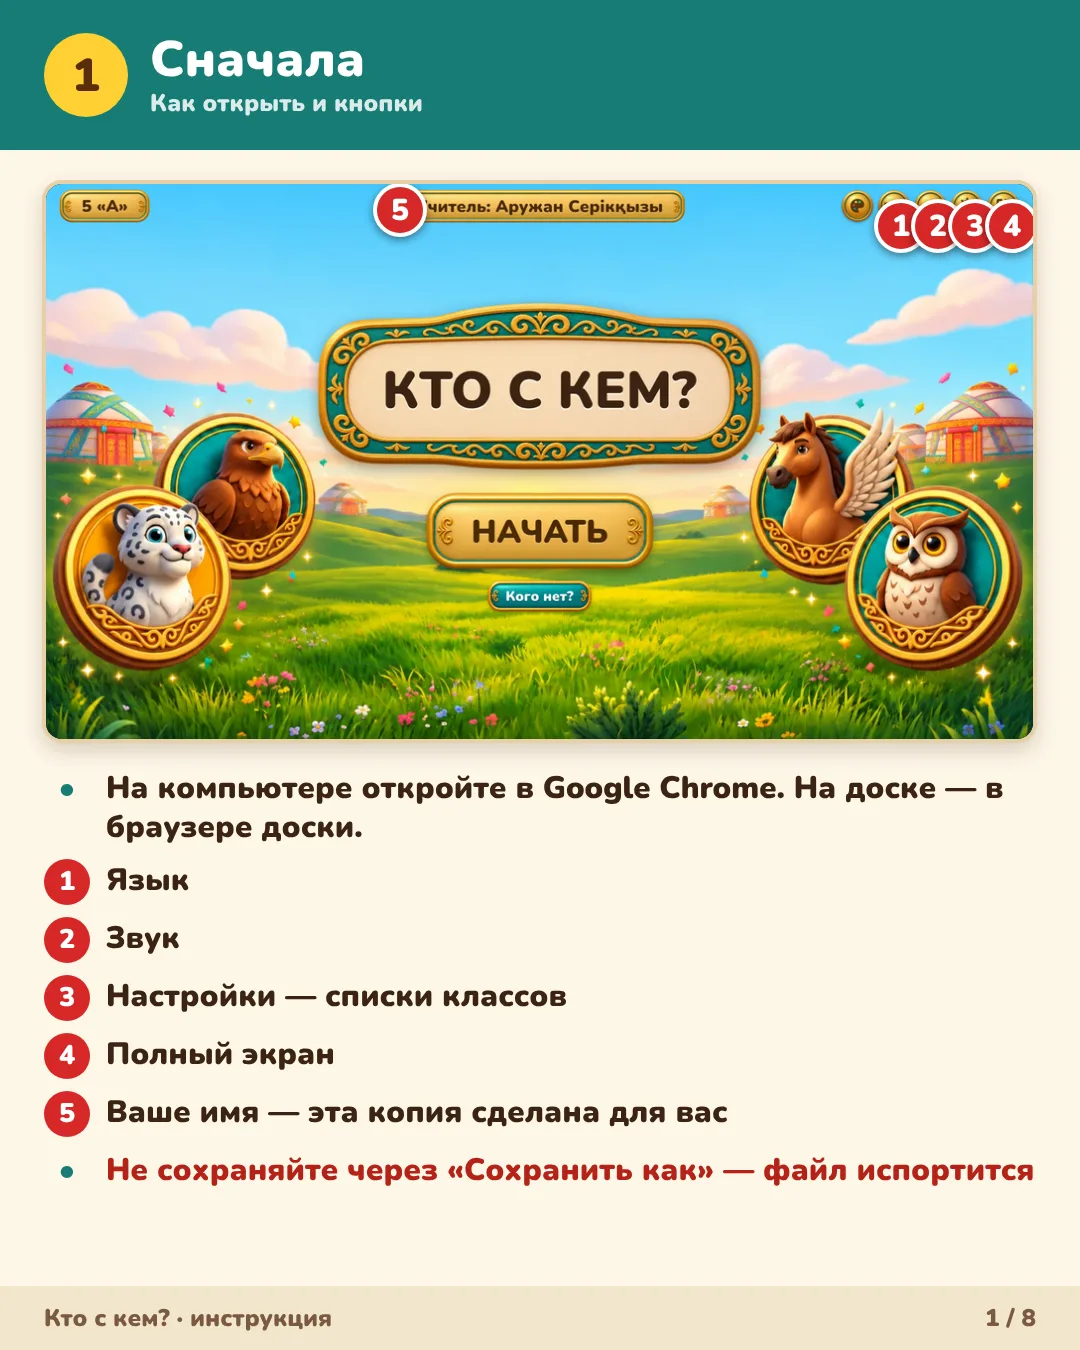 1
Сначала
Как открыть и кнопки
5 «А»
5
читель: Аружан Серікқызы
1 2 3 4
КТО С КЕМ?
НАЧАТЬ
Кого нет?
• На компьютере откройте в Google Chrome. На доске — в
браузере доски.
1 Язык
2 Звук
3 Настройки — списки классов
4 Полный экран
5 Ваше имя — эта копия сделана для вас
• Не сохраняйте через «Сохранить как» — файл испортится
Кто с кем? · инструкция
1 / 8